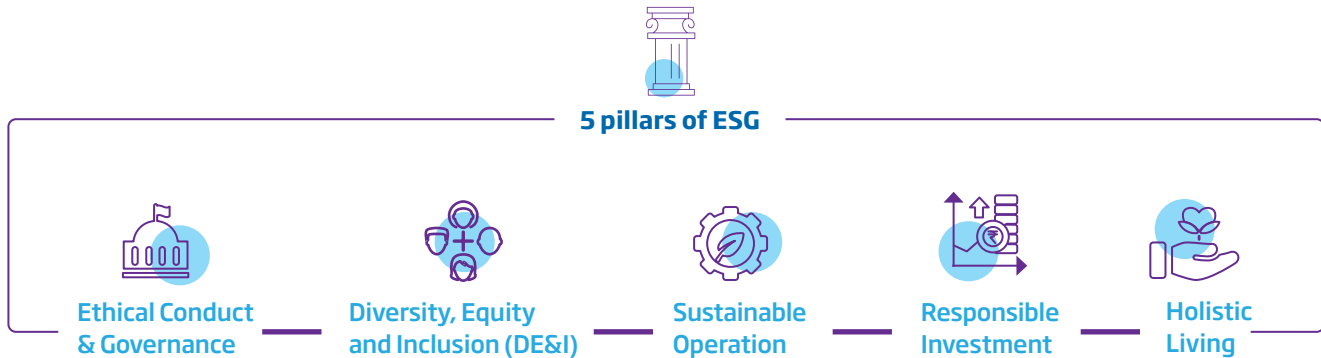 5 pillars of ESG
₹
Ethical Conduct
& Governance
Diversity, Equity
and Inclusion (DE&I)
Sustainable
Operation
Responsible
Investment
Holistic
Living